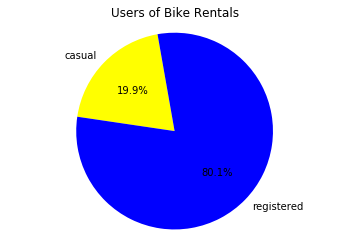 Users of Bike Rentals
casual
19.9%
80.1%
registered